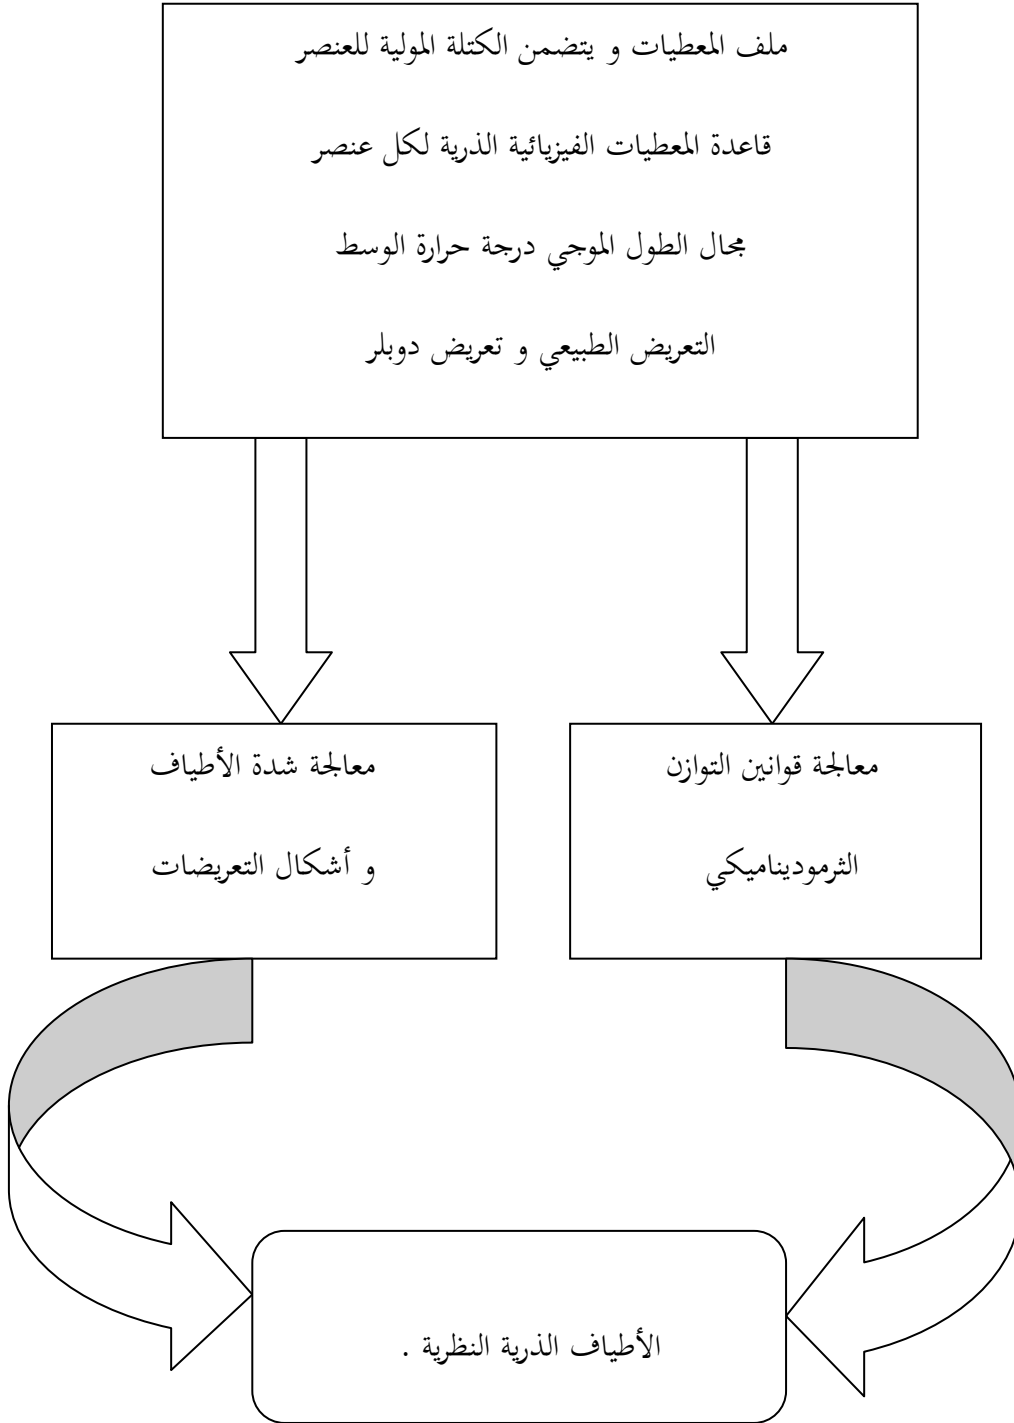 ملف المعطيات و يتضمن الكتلة المولية للعنصر
قاعدة المعطيات الفيزيائية الذرية لكل عنصر
مجال الطول الموجي درجة حرارة الوسط
التعريض الطبيعي و تعريض دوبلر
معالجة قوانين التوازن
الثرموديناميكي
معالجة شدة الأطياف
و أشكال التعريضات
الأطياف الذرية النظرية .